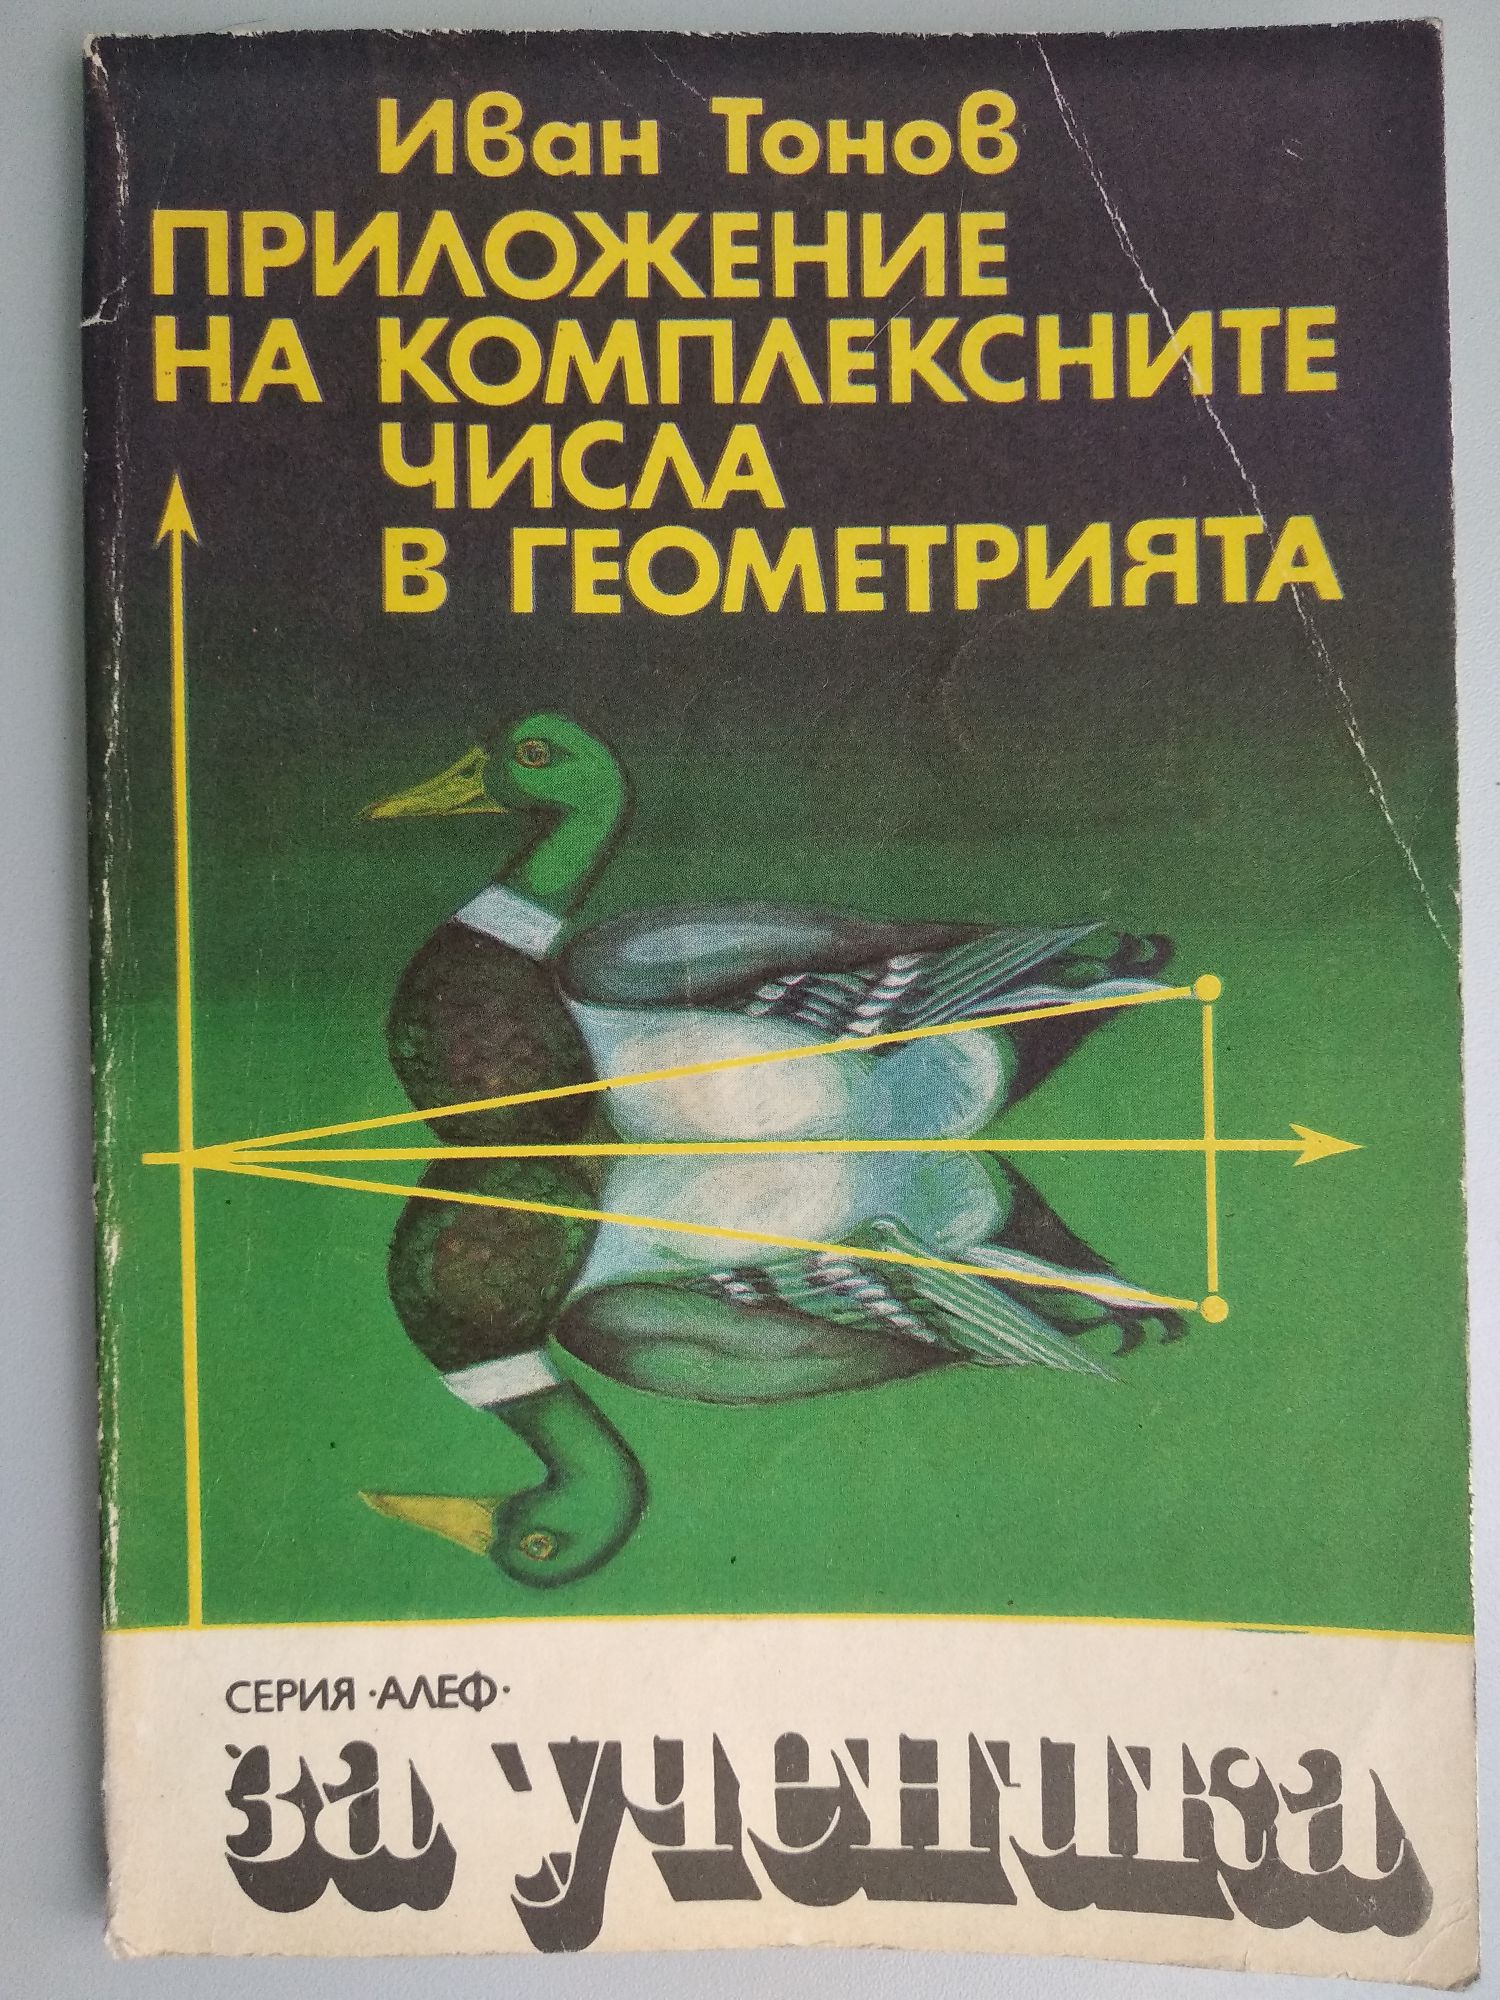 Иван Тонов
ПРИЛОЖЕНИЕ
НА КОМПЛЕКСНИТЕ
ЧИСЛА
В ГЕОМЕТРИЯТА
СЕРИЯ ·АЛЕФ·
за ученика